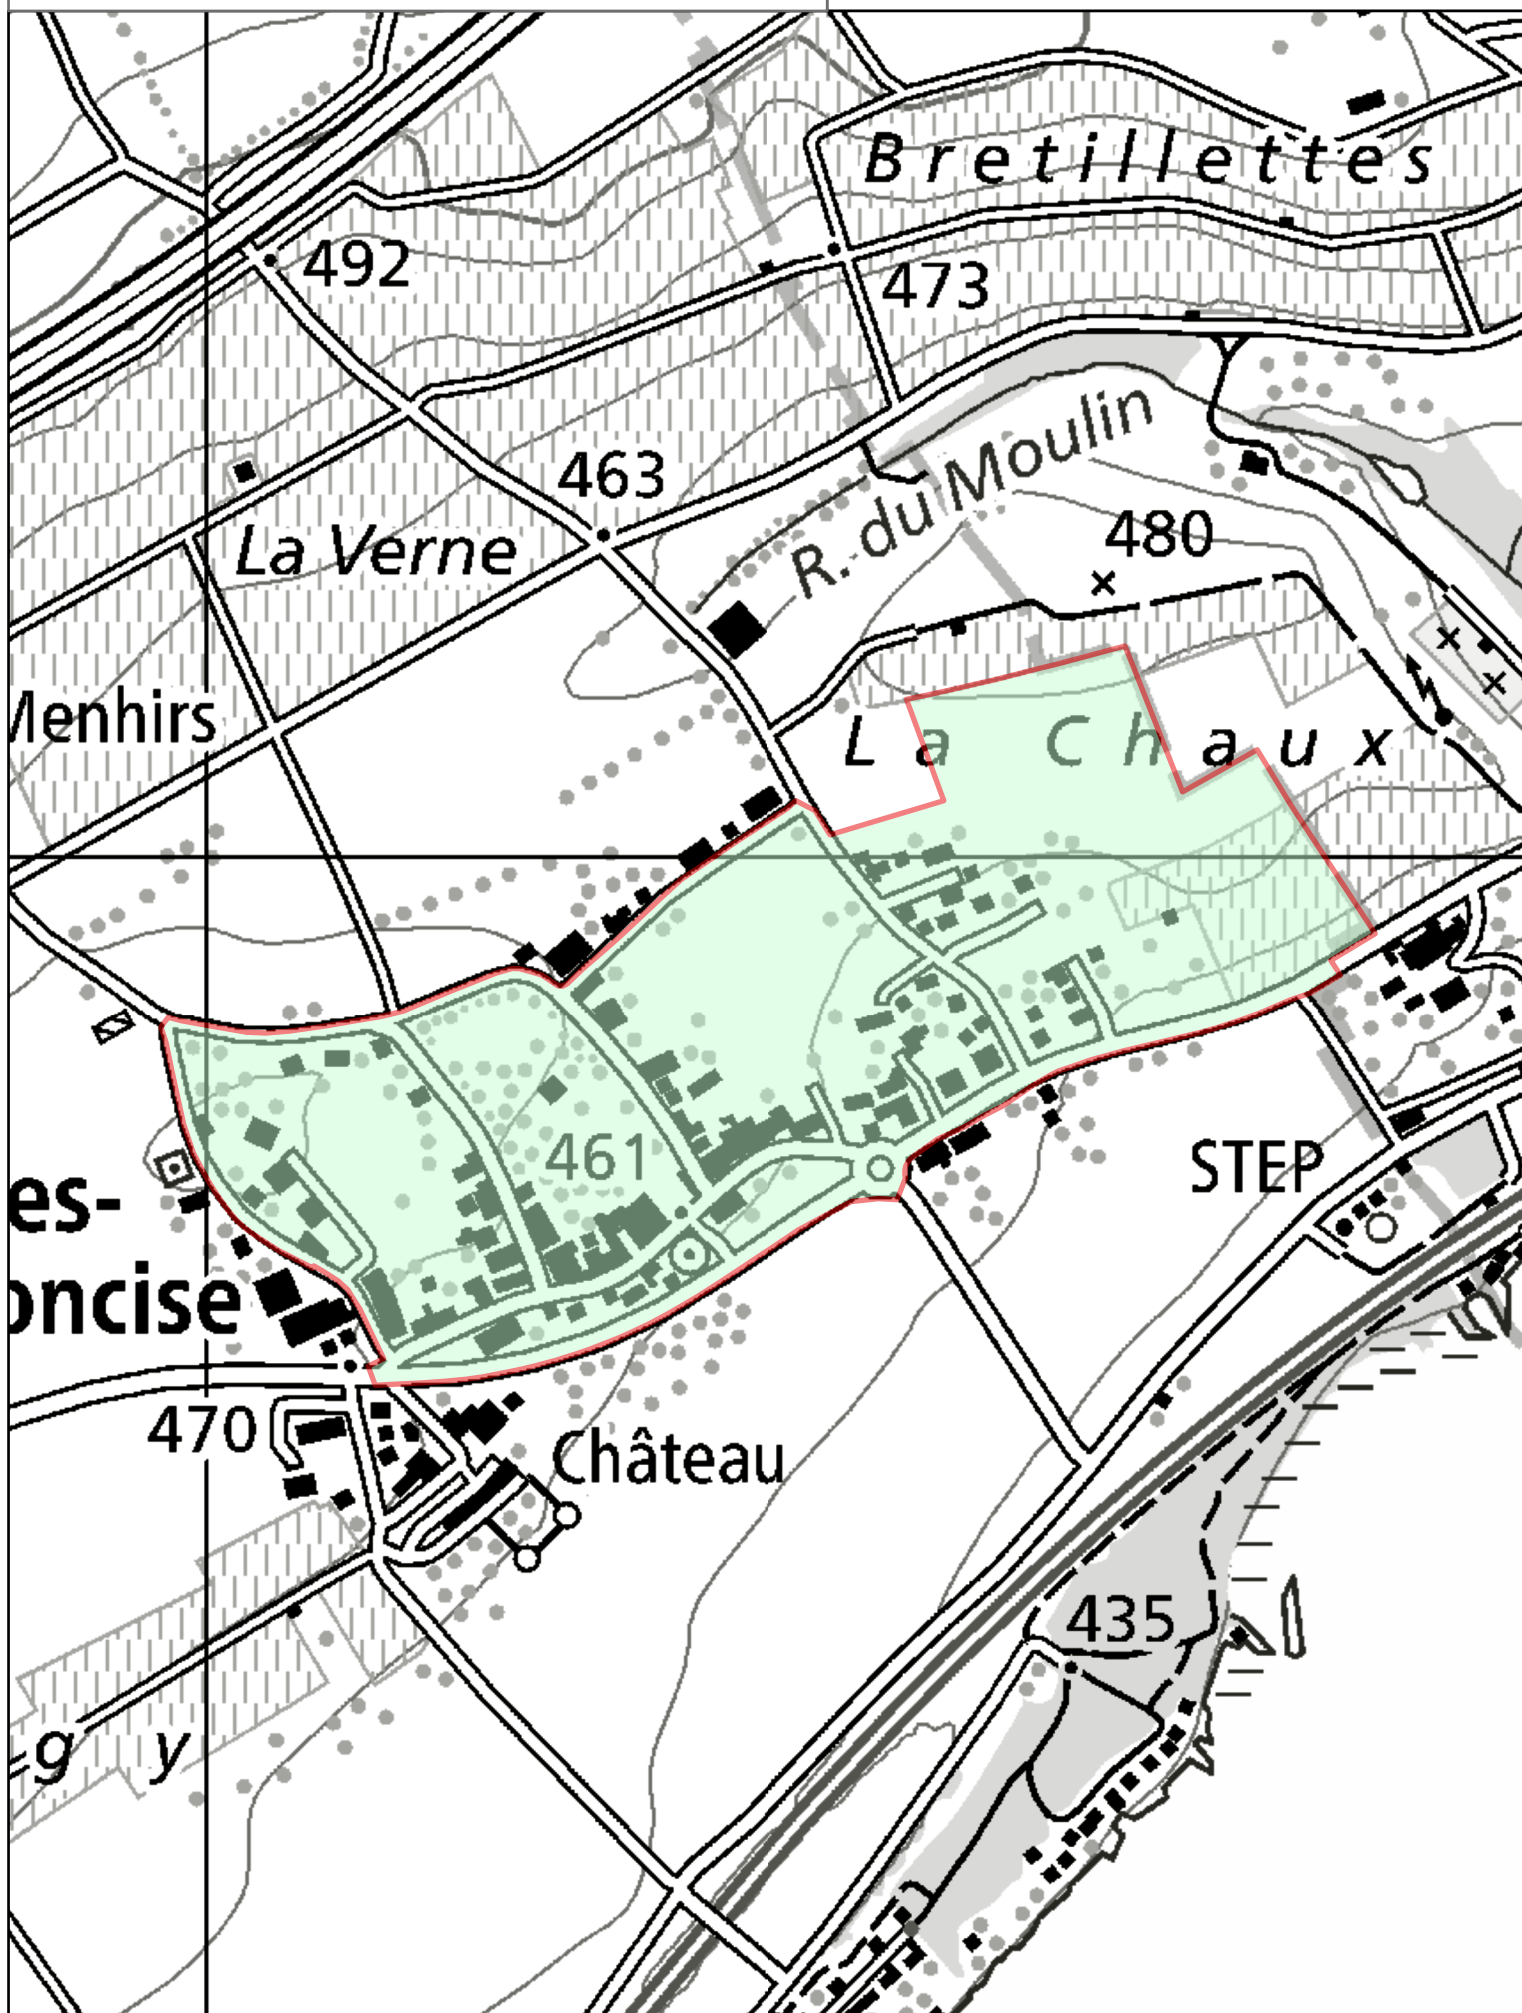 Bretillettes
492
473
R. du Moulin
463
La Verne
480
Menhirs
La Chaux
461
STEP
es-
oncise
470
Château
435
g y